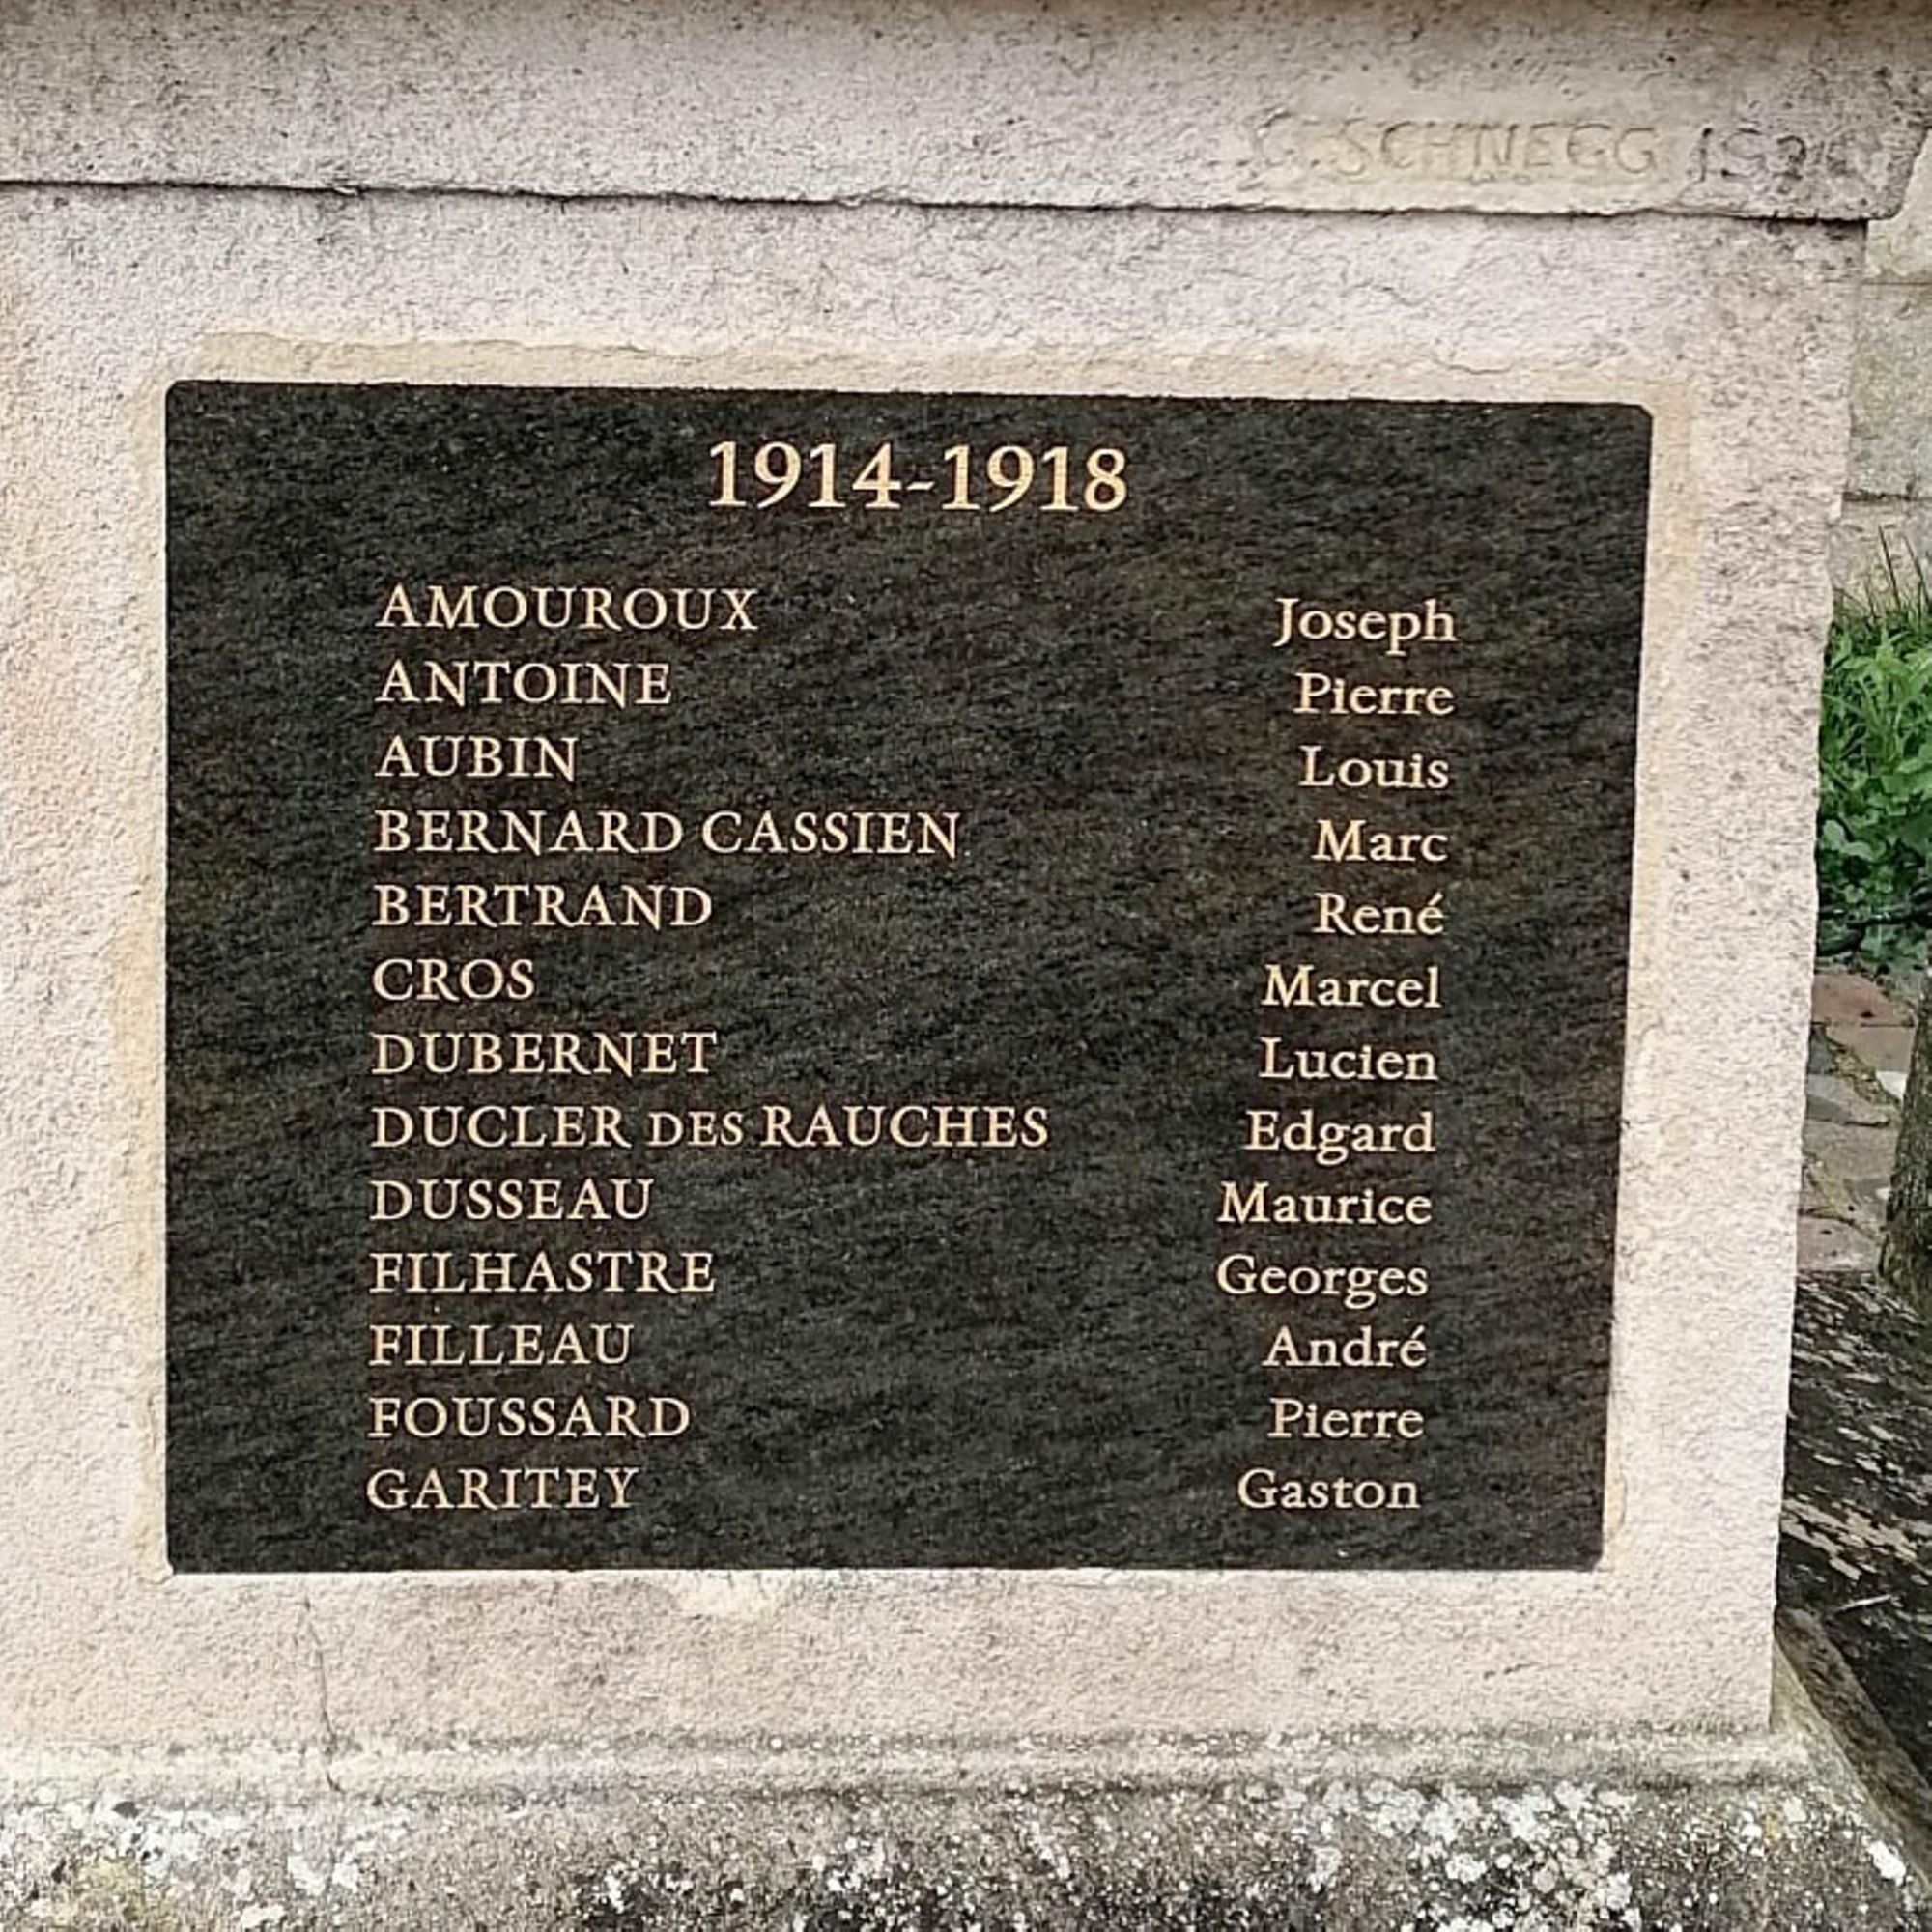 G. SCHNEGG
1914-1918
AMOUROUX Joseph
ANTOINE Pierre
AUBIN Louis
BERNARD CASSIEN Marc
BERTRAND René
CROS Marcel
DUBERNET Lucien
DUCLER DES RAUCHES Edgard
DUSSEAU Maurice
FILHASTRE Georges
FILLEAU André
FOUSSARD Pierre
GARITEY Gaston